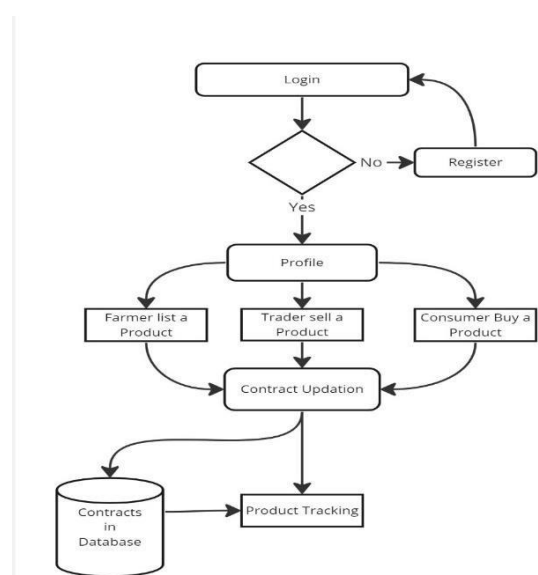 Login
No
Register
Yes
Profile
Farmer list a
Product
Trader sell a
Product
Consumer Buy a
Product
Contract Updation
Contracts
in
Database
Product Tracking